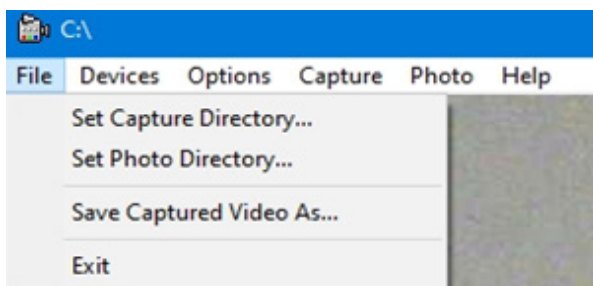 C:\
File Devices Options Capture Photo Help
Set Capture Directory...
Set Photo Directory...
Save Captured Video As...
Exit